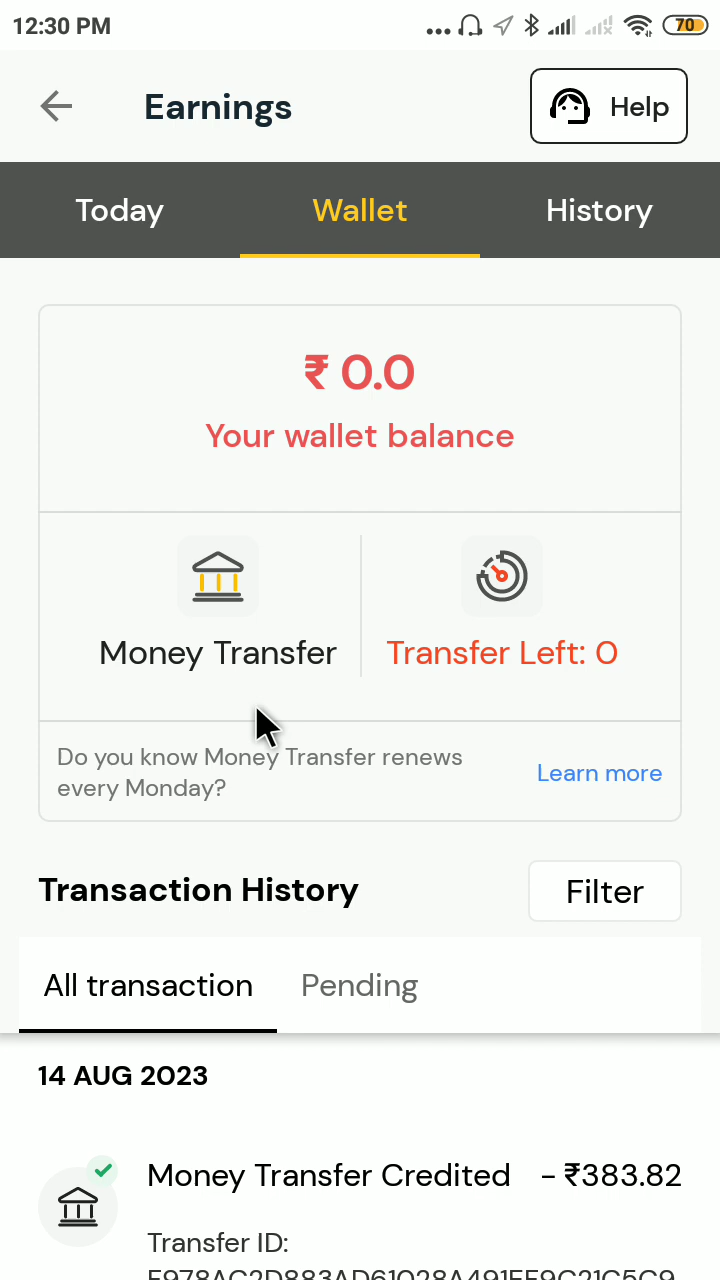 12:30 PM
70
Earnings
Help
Today Wallet History
₹ 0.0
Your wallet balance
Money Transfer
Transfer Left: 0
Do you know Money Transfer renews
every Monday?
Learn more
Transaction History
Filter
All transaction Pending
14 AUG 2023
Money Transfer Credited - ₹383.82
Transfer ID: